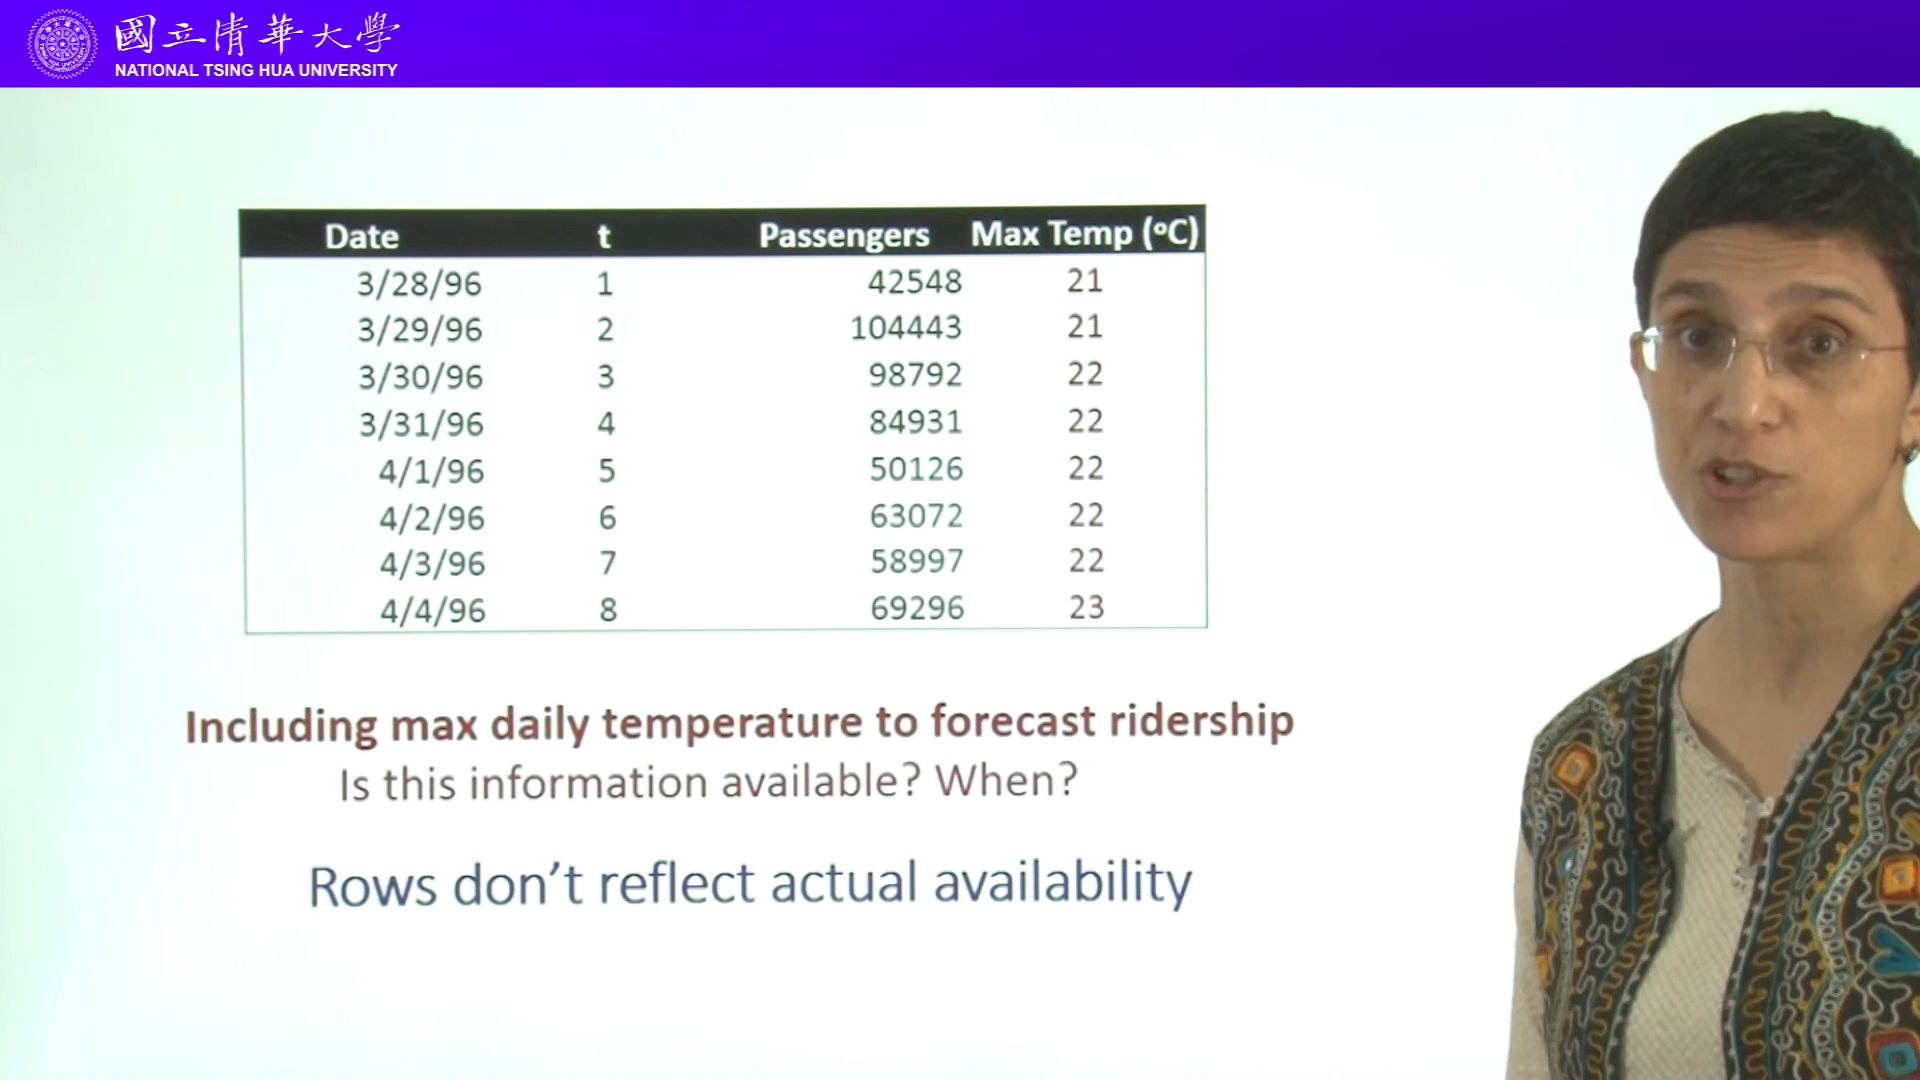 國立清華大學
NATIONAL TSING HUA UNIVERSITY
Date t Passengers Max Temp (°C)
3/28/96 1 42548 21
3/29/96 2 104443 21
3/30/96 3 98792 22
3/31/96 4 84931 22
4/1/96 5 50126 22
4/2/96 6 63072 22
4/3/96 7 58997 22
4/4/96 8 69296 23
Including max daily temperature to forecast ridership
Is this information available? When?
Rows don't reflect actual availability